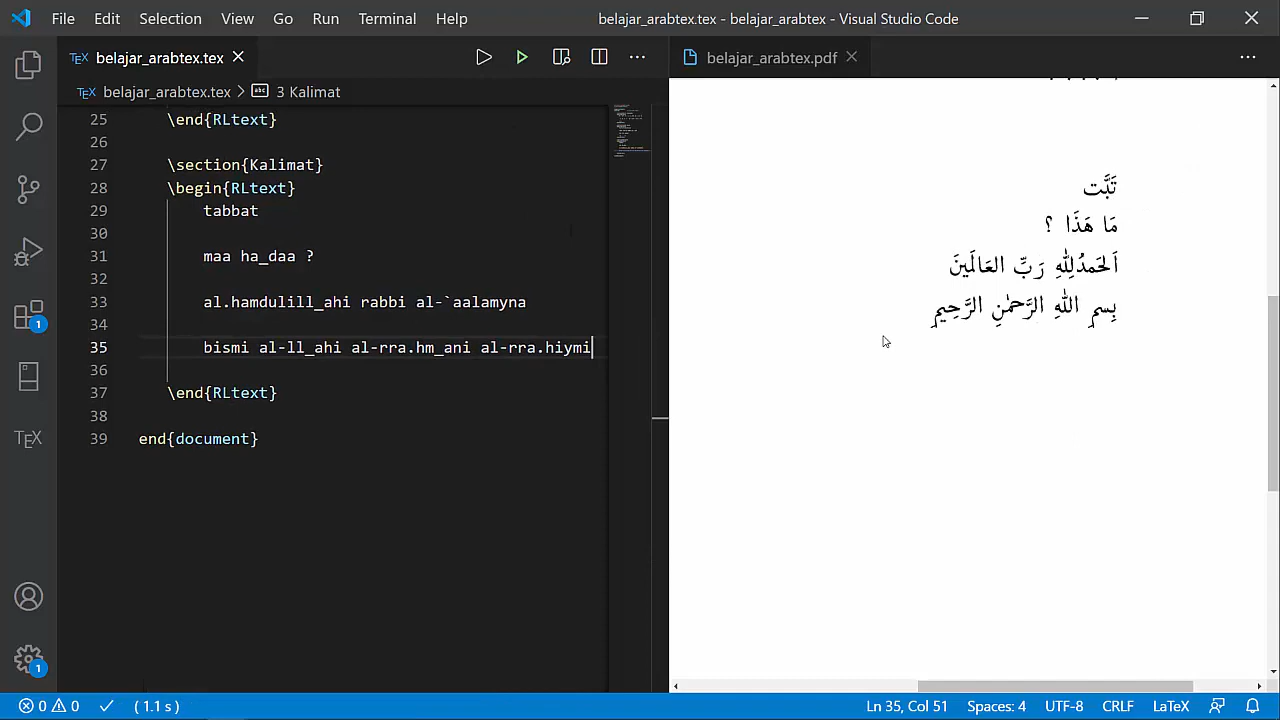 File Edit Selection View Go Run Terminal Help
belajar_arabtex.tex - belajar_arabtex - Visual Studio Code
belajar_arabtex.tex
belajar_arabtex.pdf
belajar_arabtex.tex > 3 Kalimat
25 \end{RLtext}
26
27 \section{Kalimat}
28 \begin{RLtext}
29 tabbat
30
31 maa ha_daa ?
32
33 al.hamdulill_ahi rabbi al-`aalamyna
34
35 bismi al-ll_ahi al-rra.hm_ani al-rra.hiymi
36
37 \end{RLtext}
38
39 end{document}
تَبَّت
مَا هَذَا ؟
اَلحَمدُلِلّٰهِ رَبِّ العَالَمينَ
بِسمِ اللّٰهِ الرَّحمٰنِ الرَّحِيمِ
1
TEX
1
0 0 ( 1.1 s ) Ln 35, Col 51 Spaces: 4 UTF-8 CRLF LaTeX